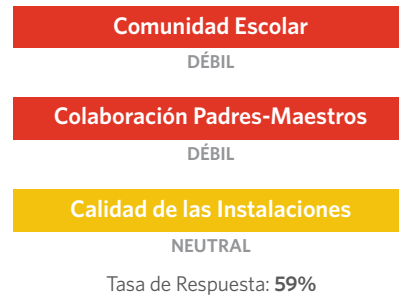 Comunidad Escolar
DÉBIL
Colaboración Padres-Maestros
DÉBIL
Calidad de las Instalaciones
NEUTRAL
Tasa de Respuesta: 59%